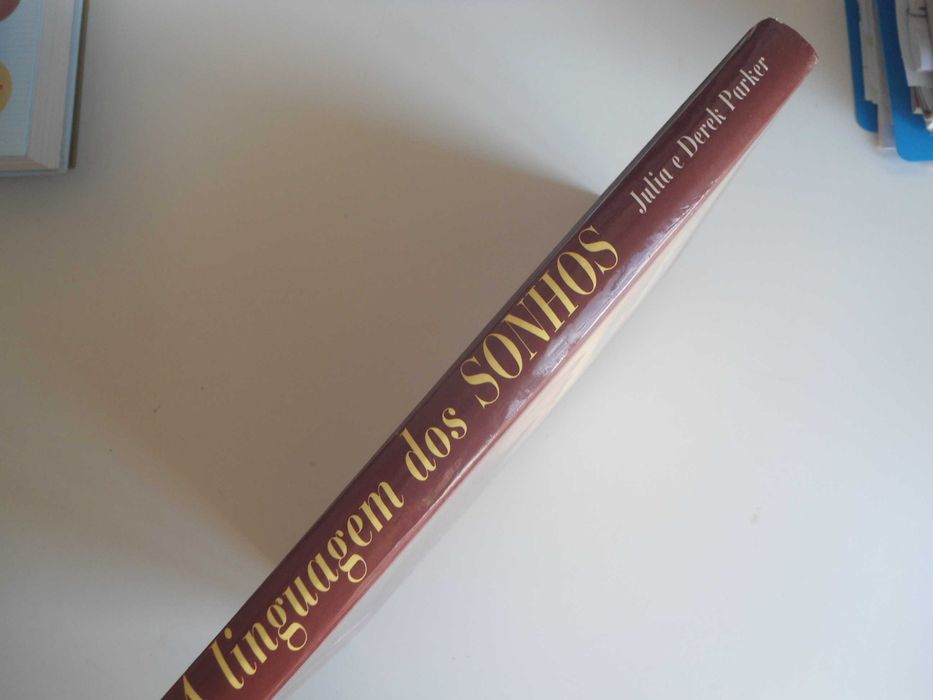 A linguagem dos SONHOS
Julia e Derek Parker